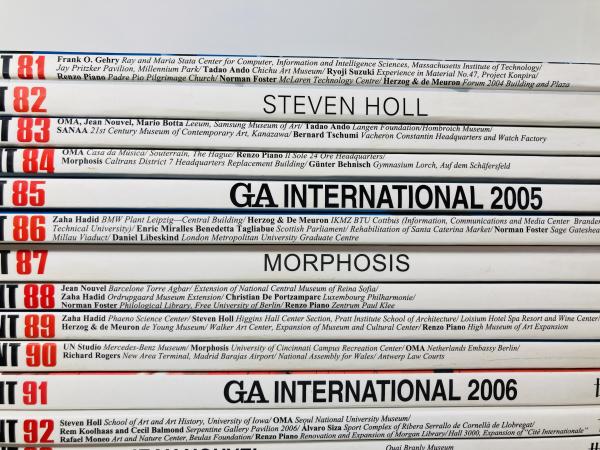 NT 81
Frank O. Gehry Ray and Maria Stata Center for Computer, Information and Intelligence Sciences, Massachusetts Institute of Technology/
Jay Pritzker Pavilion, Millennium Park/ Tadao Ando Chichu Art Museum/ Ryoji Suzuki Experience in Material No.47, Project Konpira/
Renzo Piano Padre Pio Pilgrimage Church/ Norman Foster McLaren Technology Centre/ Herzog & de Meuron Forum 2004 Building and Plaza
NT 82
STEVEN HOLL
NT 83
OMA, Jean Nouvel, Mario Botta Leeum, Samsung Museum of Art/ Tadao Ando Langen Foundation/Hombroich Museum/
SANAA 21st Century Museum of Contemporary Art, Kanazawa/ Bernard Tschumi Vacheron Constantin Headquarters and Watch Factory
NT 84
OMA Casa da Música/ Souterrain, The Hague/ Renzo Piano Il Sole 24 Ore Headquarters/
Morphosis Caltrans District 7 Headquarters Replacement Building/ Günter Behnisch Gymnasium Lorch, Auf dem Schäfersfeld
NT 85
GA INTERNATIONAL 2005
NT 86
Zaha Hadid BMW Plant Leipzig—Central Building/ Herzog & De Meuron IKMZ BTU Cottbus (Information, Communications and Media Center Branden
Technical University)/ Enric Miralles Benedetta Tagliabue Scottish Parliament/ Rehabilitation of Santa Caterina Market/ Norman Foster Sage Gateshea
Millau Viaduct/ Daniel Libeskind London Metropolitan University Graduate Centre
NT 87
MORPHOSIS
NT 88
Jean Nouvel Barcelone Torre Agbar/ Extension of National Central Museum of Reina Sofia/
Zaha Hadid Ordrupgaard Museum Extension/ Christian De Portzamparc Luxembourg Philharmonie/
Norman Foster Philological Library, Free University of Berlin/ Renzo Piano Zentrum Paul Klee
NT 89
Zaha Hadid Phaeno Science Center/ Steven Holl Higgins Hall Center Section, Pratt Institute School of Architecture/ Loisium Hotel Spa Resort and Wine Center/
Herzog & de Meuron de Young Museum/ Walker Art Center, Expansion of Museum and Cultural Center/ Renzo Piano High Museum of Art Expansion
NT 90
UN Studio Mercedes-Benz Museum/ Morphosis University of Cincinnati Campus Recreation Center/ OMA Netherlands Embassy Berlin/
Richard Rogers New Area Terminal, Madrid Barajas Airport/ National Assembly for Wales/ Antwerp Law Courts
NT 91
GA INTERNATIONAL 2006
NT 92
Steven Holl School of Art and Art History, University of Iowa/ OMA Seoul National University Museum/
Rem Koolhaas and Cecil Balmond Serpentine Gallery Pavilion 2006/ Álvaro Siza Sport Complex of Ribera Serrallo de Cornellá de Llobregat/
Rafael Moneo Art and Nature Center, Beulas Foundation/ Renzo Piano Renovation and Expansion of Morgan Library/ Hall 3000, Expansion of "Cité Internationale"
Quai Branly Museum